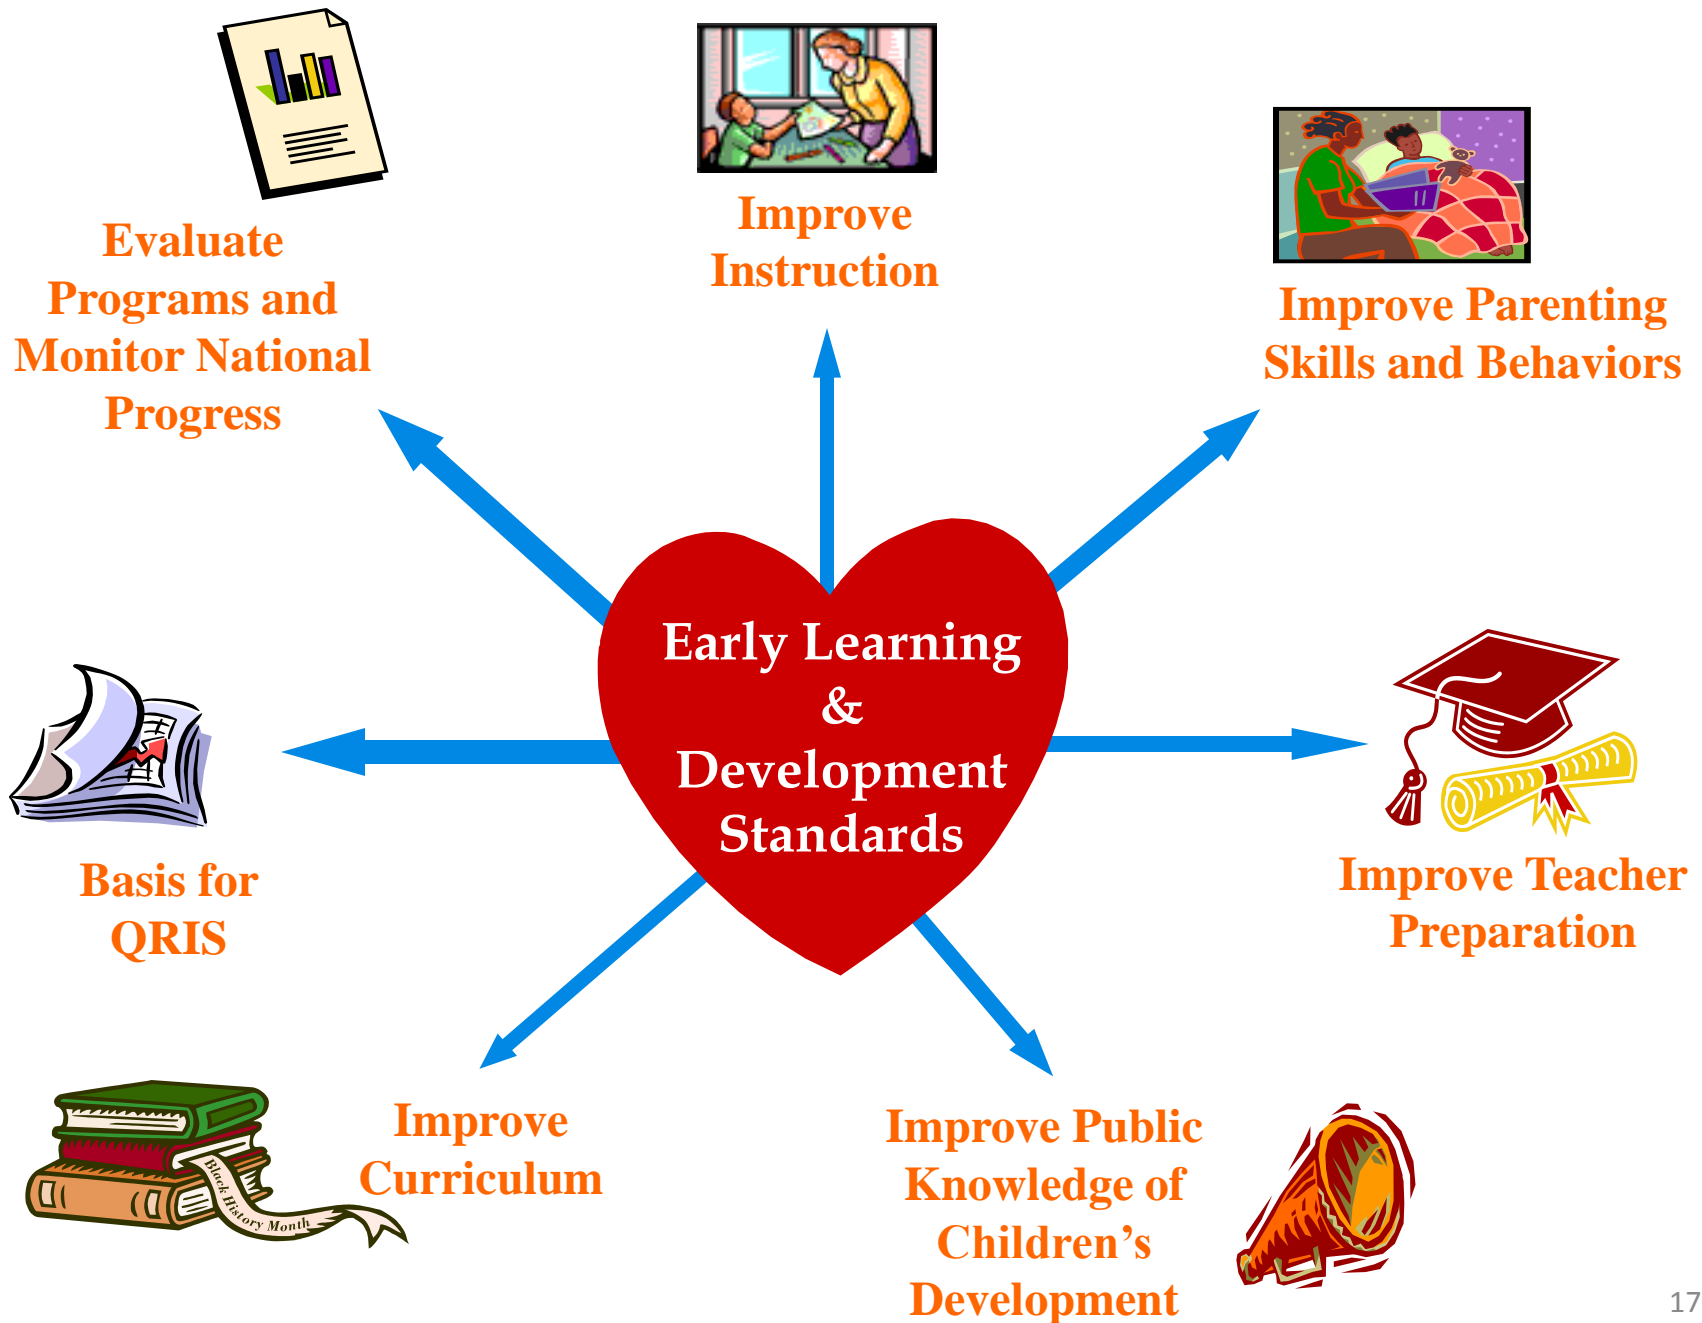 Improve
Instruction
Evaluate
Programs and
Monitor National
Progress
Improve Parenting
Skills and Behaviors
Early Learning
&
Development
Standards
Basis for
QRIS
Improve Teacher
Preparation
Improve
Curriculum
Black History Month
Improve Public
Knowledge of
Children’s
Development
17